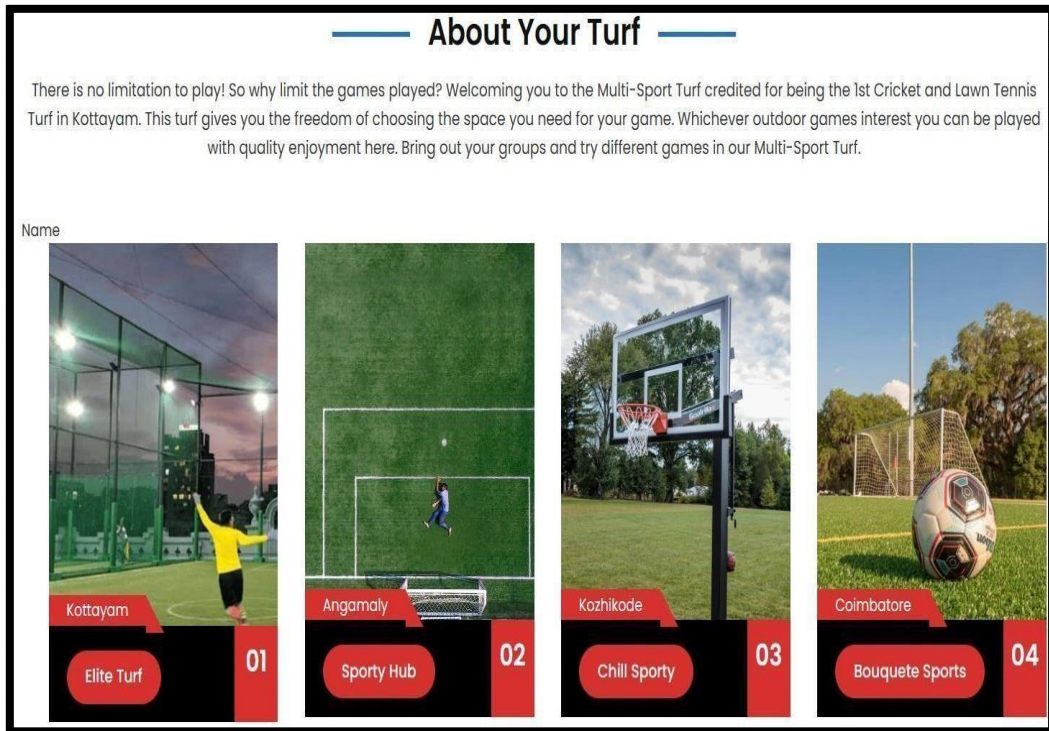 About Your Turf
There is no limitation to play! So why limit the games played? Welcoming you to the Multi-Sport Turf credited for being the 1st Cricket and Lawn Tennis
Turf in Kottayam. This turf gives you the freedom of choosing the space you need for your game. Whichever outdoor games interest you can be played
with quality enjoyment here. Bring out your groups and try different games in our Multi-Sport Turf.
Name
Kottayam
Elite Turf
01
Angamaly
Sporty Hub
02
Kozhikode
Chill Sporty
03
Coimbatore
Bouquete Sports
04